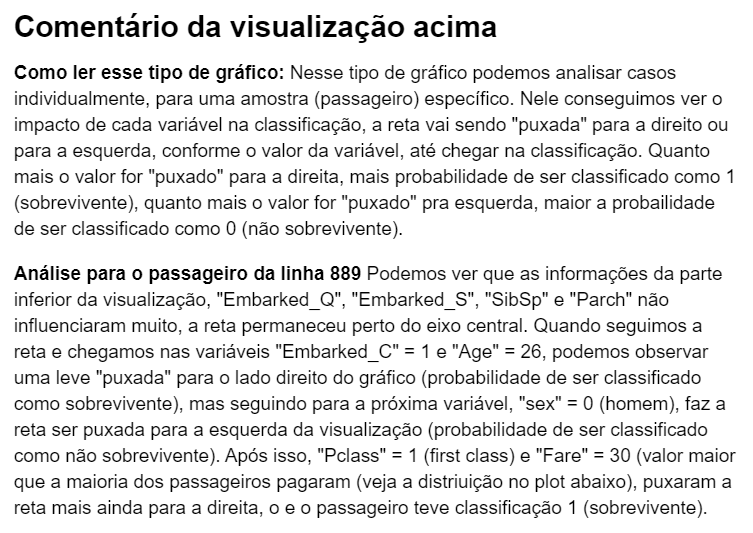 Comentário da visualização acima
Como ler esse tipo de gráfico: Nesse tipo de gráfico podemos analisar casos
individualmente, para uma amostra (passageiro) específico. Nele conseguimos ver o
impacto de cada variável na classificação, a reta vai sendo "puxada" para a direito ou
para a esquerda, conforme o valor da variável, até chegar na classificação. Quanto
mais o valor for "puxado" para a direita, mais probabilidade de ser classificado como 1
(sobrevivente), quanto mais o valor for "puxado" pra esquerda, maior a probailidade
de ser classificado como 0 (não sobrevivente).
Análise para o passageiro da linha 889 Podemos ver que as informações da parte
inferior da visualização, "Embarked_Q", "Embarked_S", "SibSp" e "Parch" não
influenciaram muito, a reta permaneceu perto do eixo central. Quando seguimos a
reta e chegamos nas variáveis "Embarked_C" = 1 e "Age" = 26, podemos observar
uma leve "puxada" para o lado direito do gráfico (probabilidade de ser classificado
como sobrevivente), mas seguindo para a próxima variável, "sex" = 0 (homem), faz a
reta ser puxada para a esquerda da visualização (probabilidade de ser classificado
como não sobrevivente). Após isso, "Pclass" = 1 (first class) e "Fare" = 30 (valor maior
que a maioria dos passageiros pagaram (veja a distriuição no plot abaixo), puxaram a
reta mais ainda para a direita, o e o passageiro teve classificação 1 (sobrevivente).